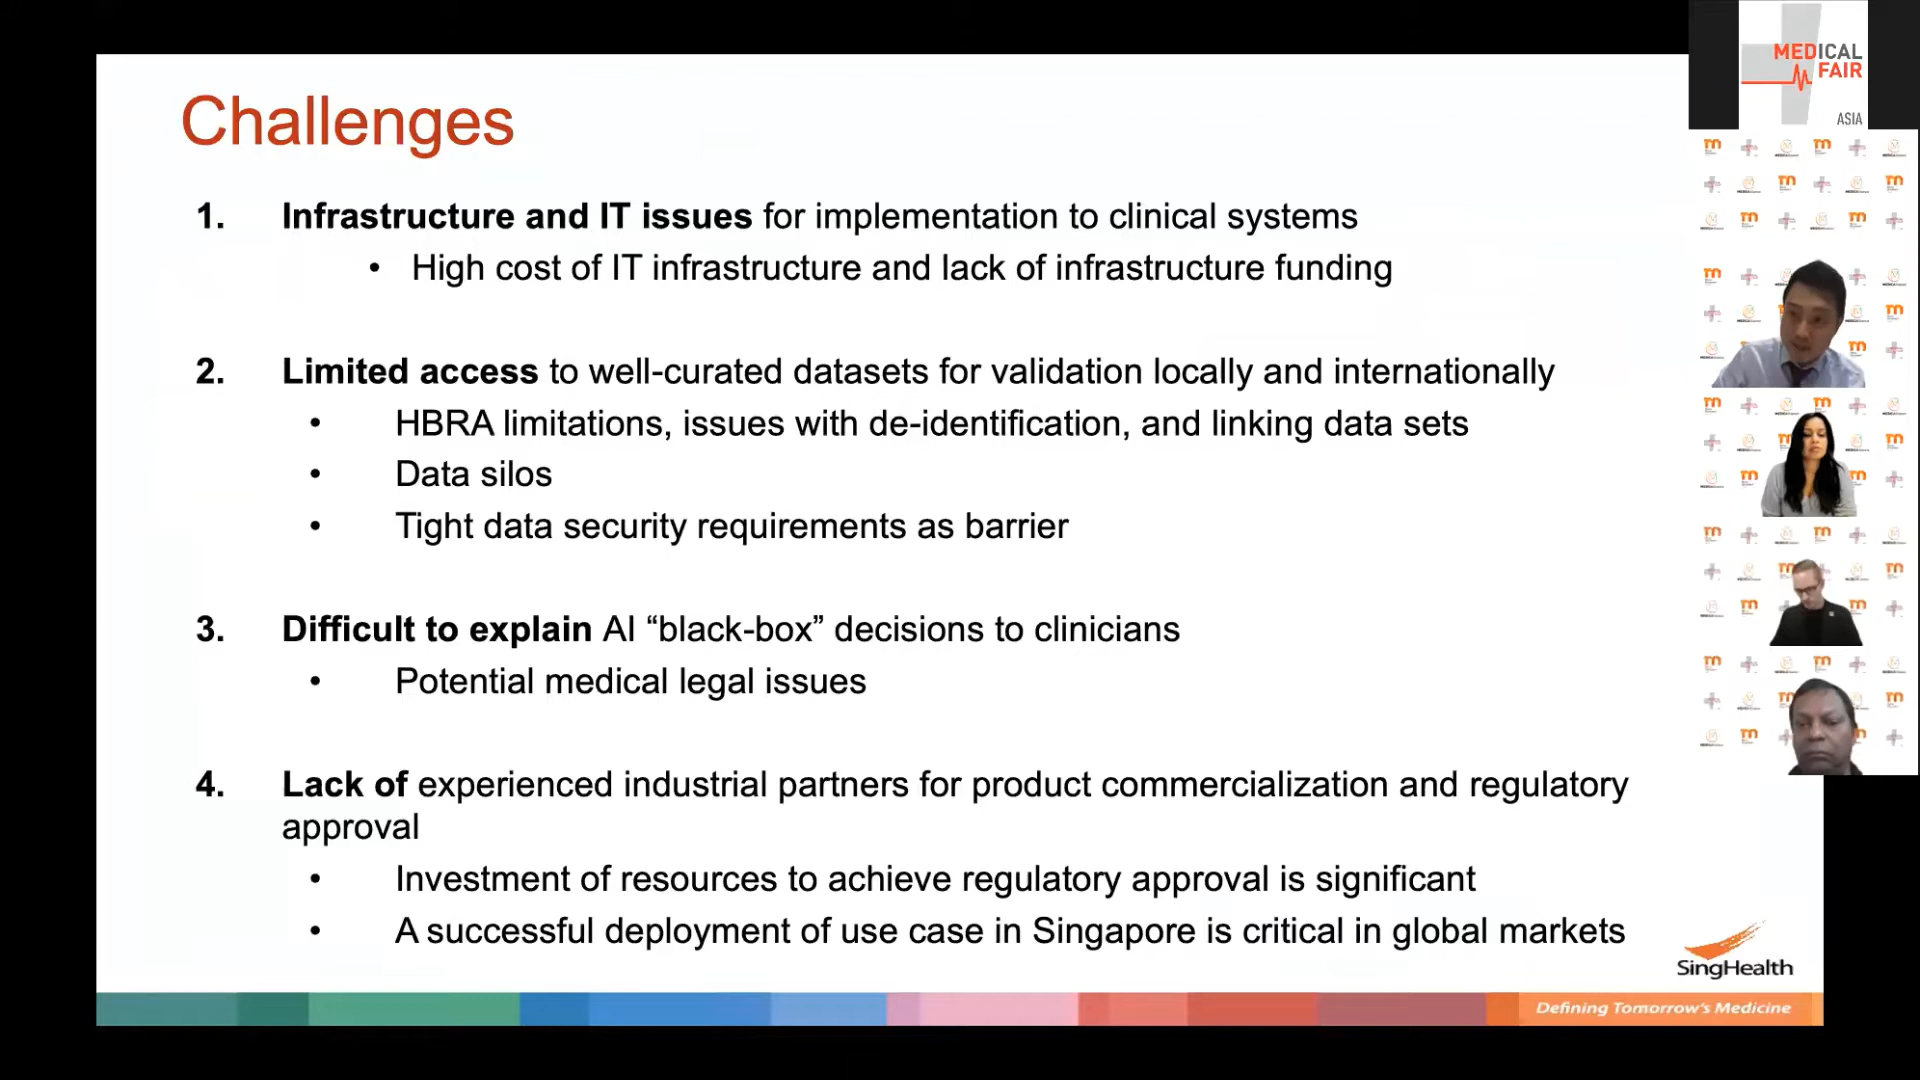 Challenges
1. Infrastructure and IT issues for implementation to clinical systems
• High cost of IT infrastructure and lack of infrastructure funding
2. Limited access to well-curated datasets for validation locally and internationally
• HBRA limitations, issues with de-identification, and linking data sets
• Data silos
• Tight data security requirements as barrier
3. Difficult to explain AI “black-box” decisions to clinicians
• Potential medical legal issues
4. Lack of experienced industrial partners for product commercialization and regulatory
approval
• Investment of resources to achieve regulatory approval is significant
• A successful deployment of use case in Singapore is critical in global markets
SingHealth
Defining Tomorrow's Medicine
MEDICAL
FAIR
ASIA